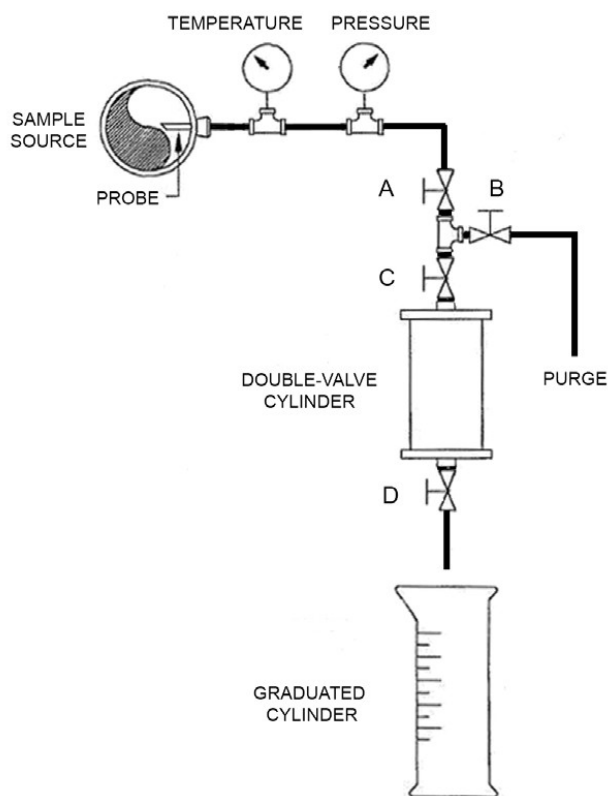 TEMPERATURE
PRESSURE
SAMPLE
SOURCE
PROBE
A
B
C
DOUBLE-VALVE
CYLINDER
PURGE
D
GRADUATED
CYLINDER